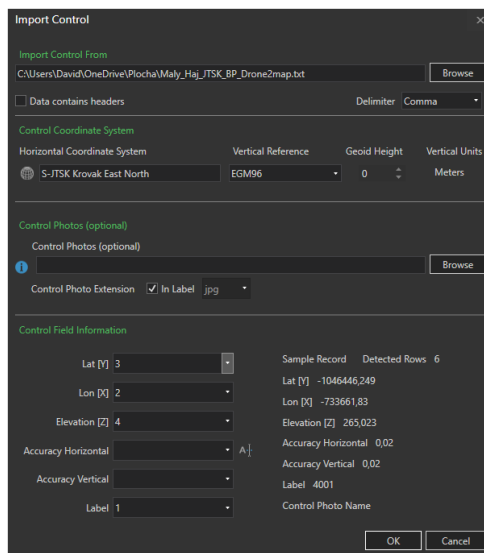 Import Control
Import Control From
C:\Users\David\OneDrive\Plocha\Maly_Haj_JTSK_BP_Drone2map.txt Browse
Data contains headers Delimiter Comma
Control Coordinate System
Horizontal Coordinate System Vertical Reference Geoid Height Vertical Units
S-JTSK Krovak East North EGM96 0 Meters
Control Photos (optional)
Control Photos (optional)
Browse
Control Photo Extension In Label jpg
Control Field Information
Lat [Y] 3 Sample Record Detected Rows 6
Lat [Y] -1046446,249
Lon [X] 2 Lon [X] -733661,83
Elevation [Z] 4 Elevation [Z] 265,023
Accuracy Horizontal A Accuracy Horizontal 0,02
Accuracy Vertical Accuracy Vertical 0,02
Label 1 Label 4001
Control Photo Name
OK Cancel